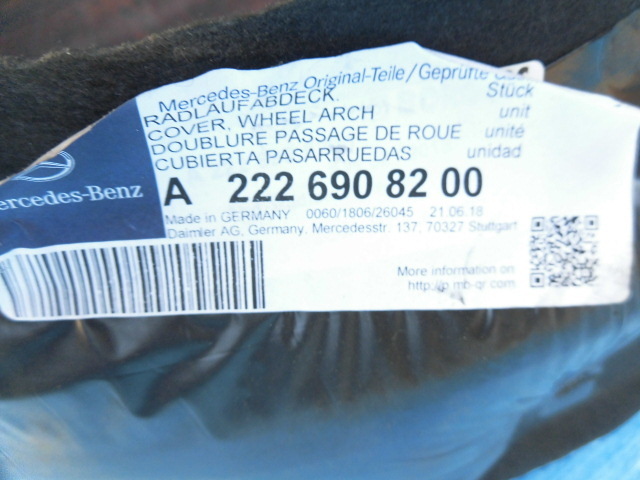 Mercedes-Benz Original-Teile/Geprüfte
RADLAUFABDECK. Stück
COVER, WHEEL ARCH unit
DOUBLURE PASSAGE DE ROUE unité
CUBIERTA PASARRUEDAS unidad
ercedes-Benz
A 222 690 82 00
Made in GERMANY 0060/1806/26045 21.06.18
Daimler AG, Germany, Mercedesstr. 137, 70327 Stuttgart
More information on
http://p.mb-qr.com